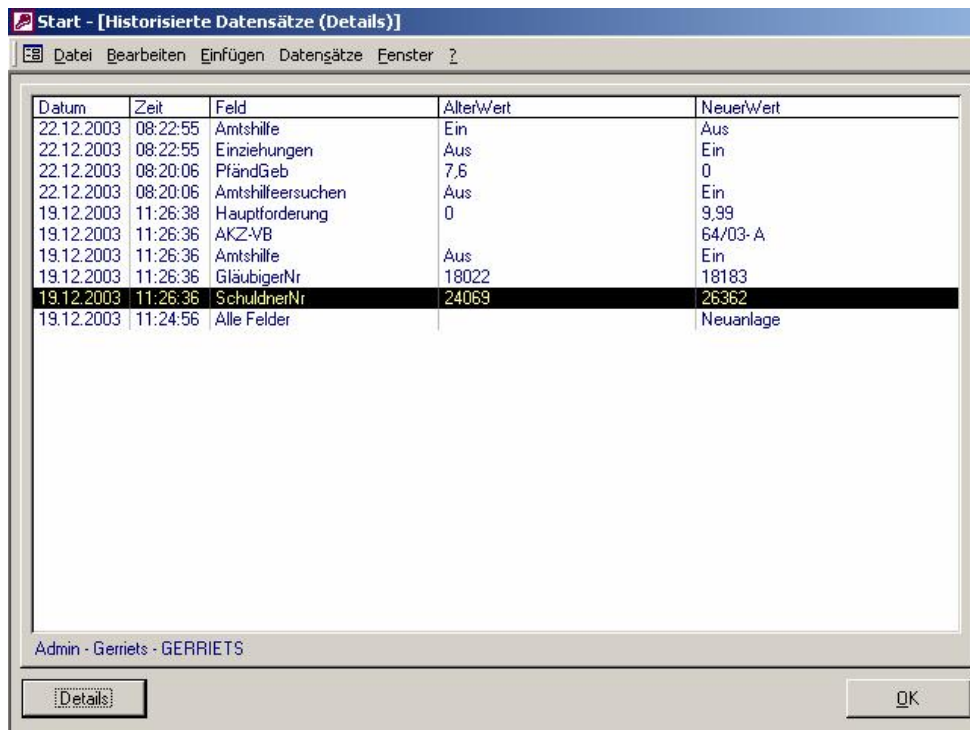 Start - [Historisierte Datensätze (Details)]
Datei Bearbeiten Einfügen Datensätze Fenster ?
Datum Zeit Feld AlterWert NeuerWert
22.12.2003 08:22:55 Amtshilfe Ein Aus
22.12.2003 08:22:55 Einziehungen Aus Ein
22.12.2003 08:20:06 PfändGeb 7,6 0
22.12.2003 08:20:06 Amtshilfeersuchen Aus Ein
19.12.2003 11:26:38 Hauptforderung 0 9,99
19.12.2003 11:26:36 AKZ-VB 64/03- A
19.12.2003 11:26:36 Amtshilfe Aus Ein
19.12.2003 11:26:36 GläubigerNr 18022 18183
19.12.2003 11:26:36 SchuldnerNr 24069 26362
19.12.2003 11:24:56 Alle Felder Neuanlage
Admin - Gerriets - GERRIETS
Details OK